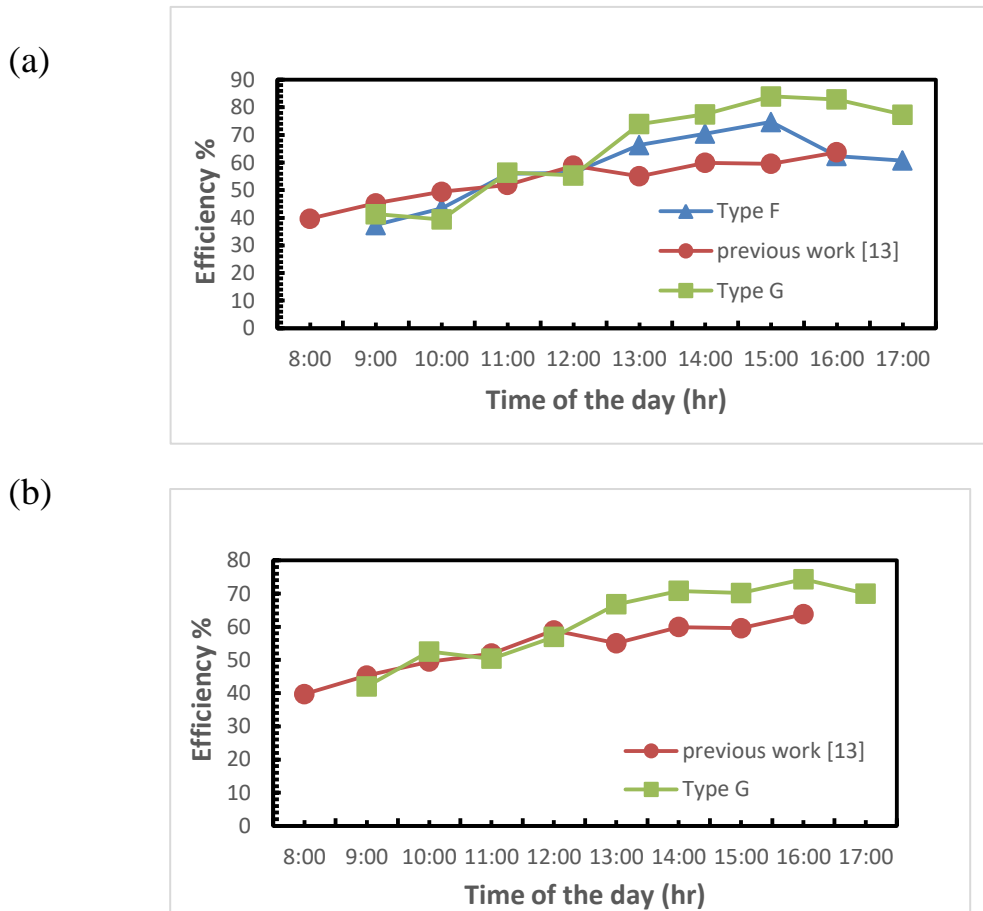 (a)
90
80
70
60
50
40
30
20
10
0
Efficiency %
Type F
previous work [13]
Type G
8:00 9:00 10:00 11:00 12:00 13:00 14:00 15:00 16:00 17:00
Time of the day (hr)
(b)
80
70
60
50
40
30
20
10
0
Efficiency %
previous work [13]
Type G
8:00 9:00 10:00 11:00 12:00 13:00 14:00 15:00 16:00 17:00
Time of the day (hr)